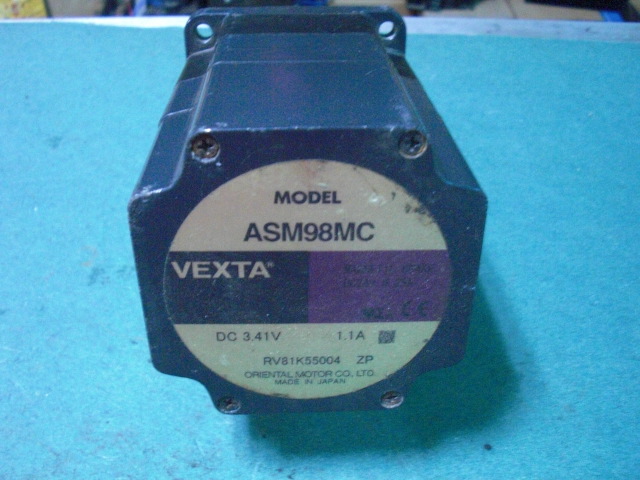 MODEL
ASM98MC
VEXTA®
DC 3.41V 1.1A
RV81K55004 ZP
ORIENTAL MOTOR CO., LTD.
MADE IN JAPAN